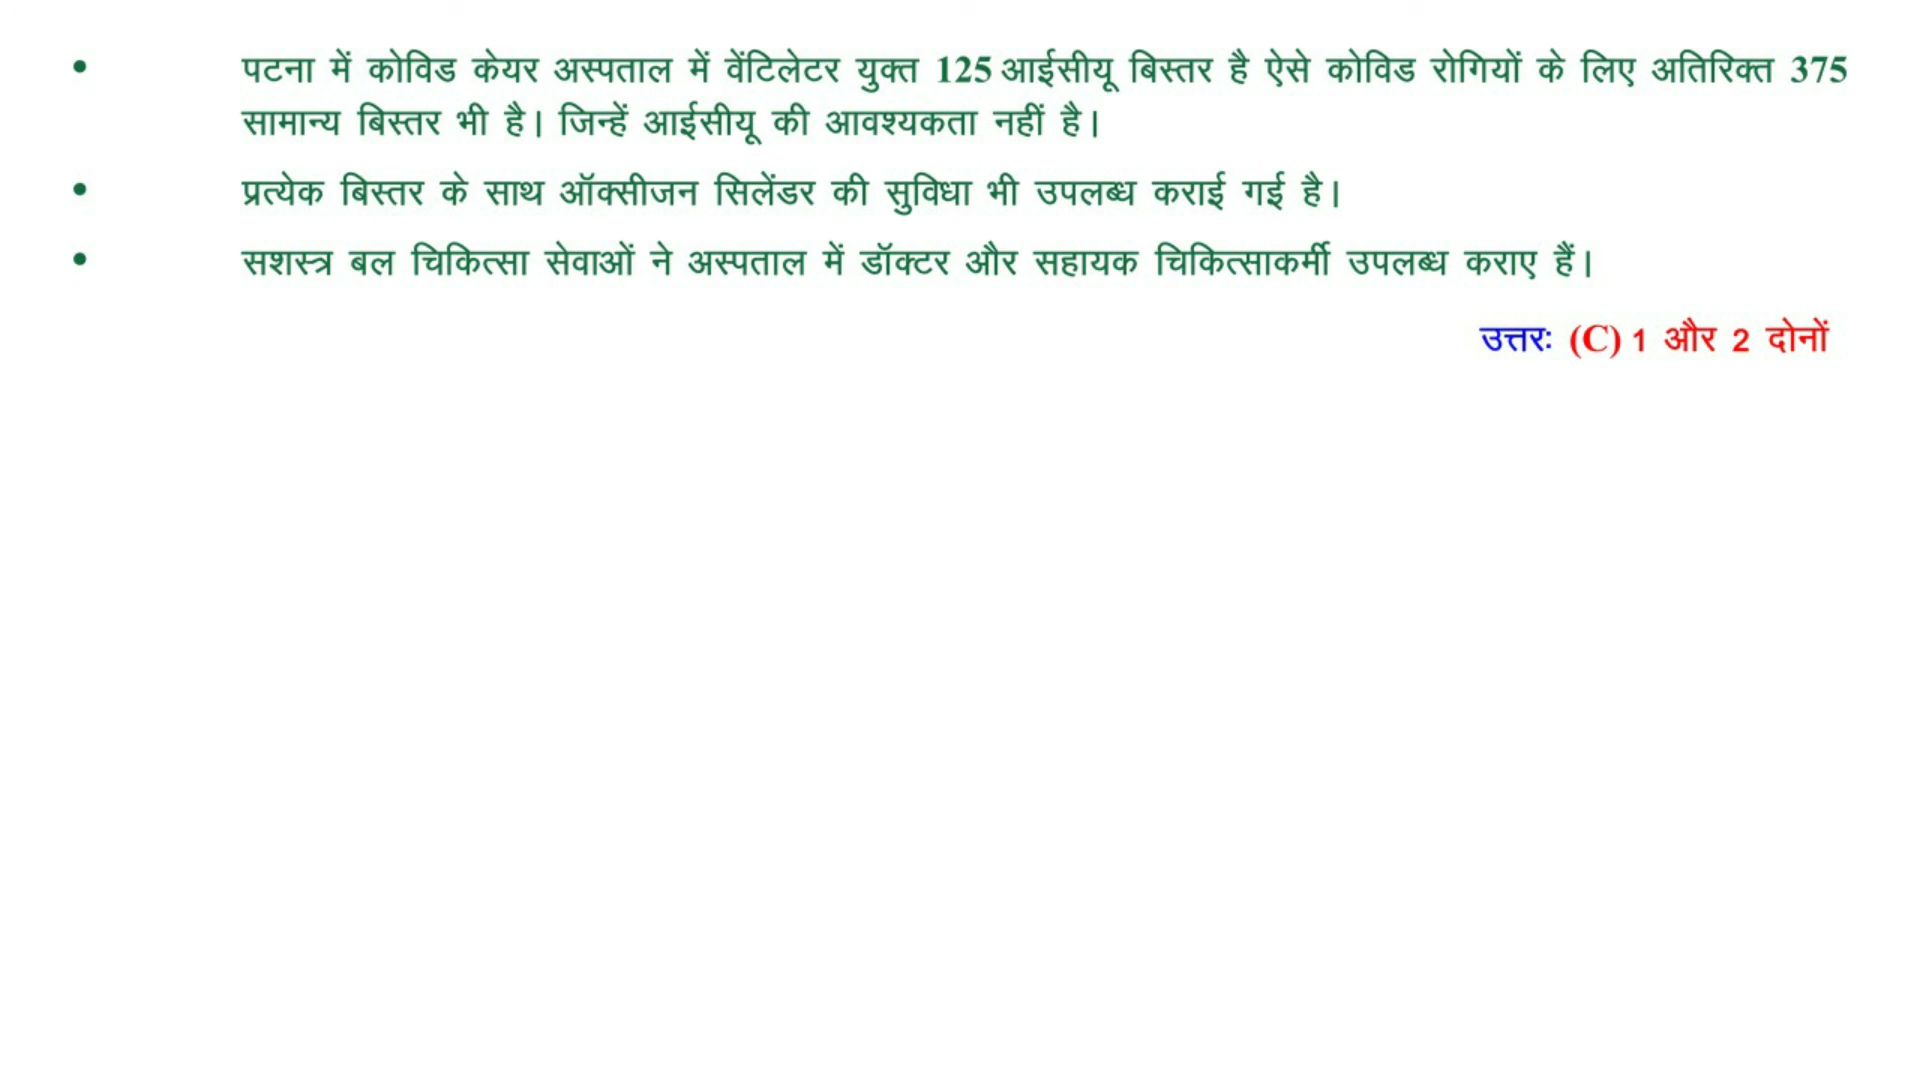 • पटना में कोविड केयर अस्पताल में वेंटिलेटर युक्त 125 आईसीयू बिस्तर है ऐसे कोविड रोगियों के लिए अतिरिक्त 375
सामान्य बिस्तर भी है। जिन्हें आईसीयू की आवश्यकता नहीं है।
• प्रत्येक बिस्तर के साथ ऑक्सीजन सिलेंडर की सुविधा भी उपलब्ध कराई गई है।
• सशस्त्र बल चिकित्सा सेवाओं ने अस्पताल में डॉक्टर और सहायक चिकित्साकर्मी उपलब्ध कराए हैं।
उत्तरः (C) 1 और 2 दोनों